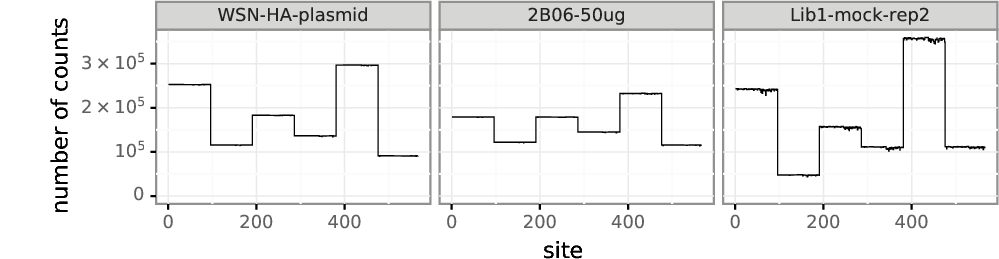 WSN-HA-plasmid 2B06-50ug Lib1-mock-rep2
number of counts
3 × 10⁵
2 × 10⁵
10⁵
0
0 200 400 0 200 400 0 200 400
site